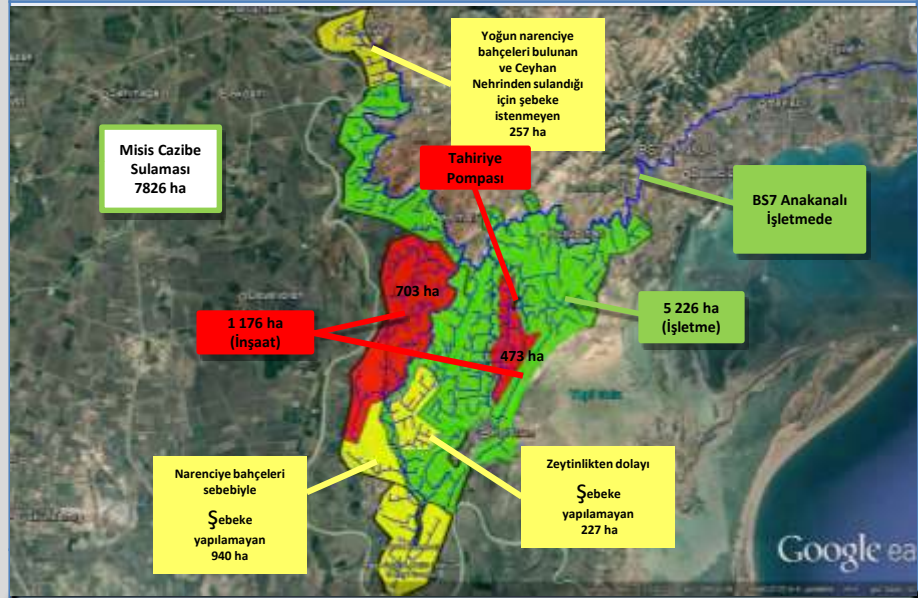 Yoğun narenciye
bahçeleri bulunan
ve Ceyhan
Nehrinden sulandığı
için şebeke
istenmeyen
257 ha
Misis Cazibe
Sulaması
7826 ha
Tahiriye
Pompası
BS7 Anakanalı
İşletmede
703 ha
1 176 ha
(İnşaat)
5 226 ha
(İşletme)
473 ha
Narenciye bahçeleri
sebebiyle
Şebeke
yapılamayan
940 ha
Zeytinlikten dolayı
Şebeke
yapılamayan
227 ha
Google ea